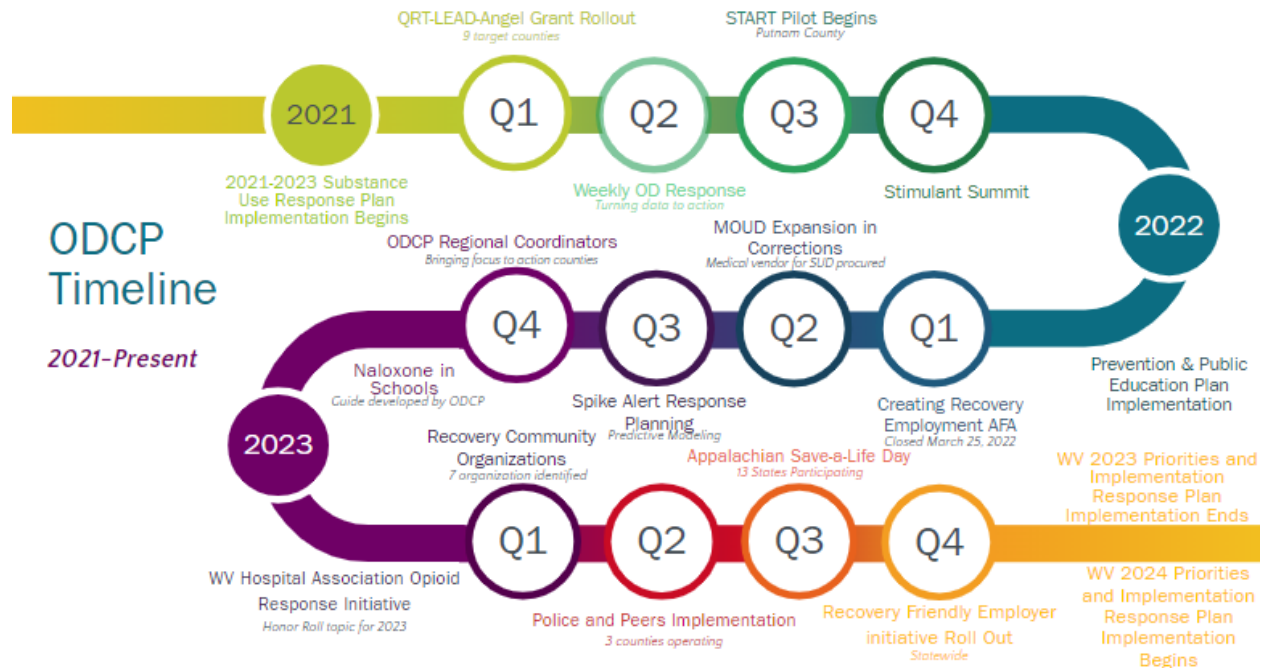 QRT-LEAD-Angel Grant Rollout
9 target counties
START Pilot Begins
Putnam County
2021
Q1
Q2
Q3
Q4
2021-2023 Substance
Use Response Plan
Implementation Begins
Weekly OD Response
Turning data to action
Stimulant Summit
2022
ODCP
Timeline
2021-Present
ODCP Regional Coordinators
Bringing focus to action counties
MOUD Expansion in
Corrections
Medical vendor for SUD procured
Q4
Q3
Q2
Q1
Naloxone in
Schools
Guide developed by ODCP
Spike Alert Response
Planning
Predictive Modeling
Creating Recovery
Employment AFA
Closed March 25, 2022
Prevention & Public
Education Plan
Implementation
2023
Recovery Community
Organizations
7 organization identified
Appalachian Save-a-Life Day
13 States Participating
WV 2023 Priorities and
Implementation
Response Plan
Implementation Ends
Q1
Q2
Q3
Q4
WV Hospital Association Opioid
Response Initiative
Honor Roll topic for 2023
Police and Peers Implementation
3 counties operating
Recovery Friendly Employer
initiative Roll Out
Statewide
WV 2024 Priorities
and Implementation
Response Plan
Implementation
Begins